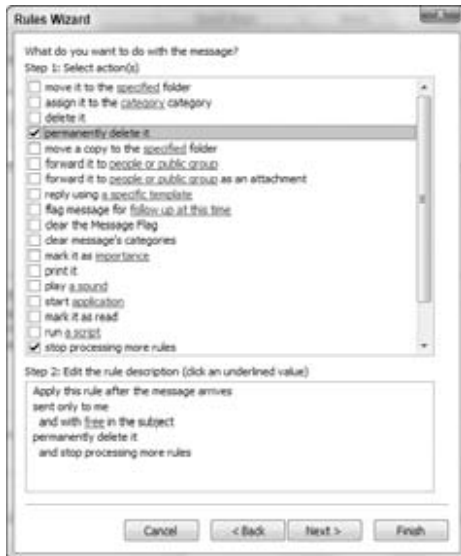 Rules Wizard
What do you want to do with the message?
Step 1: Select action(s)
move it to the specified folder
assign it to the category category
delete it
permanently delete it
move a copy to the specified folder
forward it to people or public group
forward it to people or public group as an attachment
reply using a specific template
flag message for follow up at this time
clear the Message Flag
clear message's categories
mark it as importance
print it
play a sound
start application
mark it as read
run a script
stop processing more rules
Step 2: Edit the rule description (click an underlined value)
Apply this rule after the message arrives
sent only to me
and with free in the subject
permanently delete it
and stop processing more rules
Cancel < Back Next > Finish